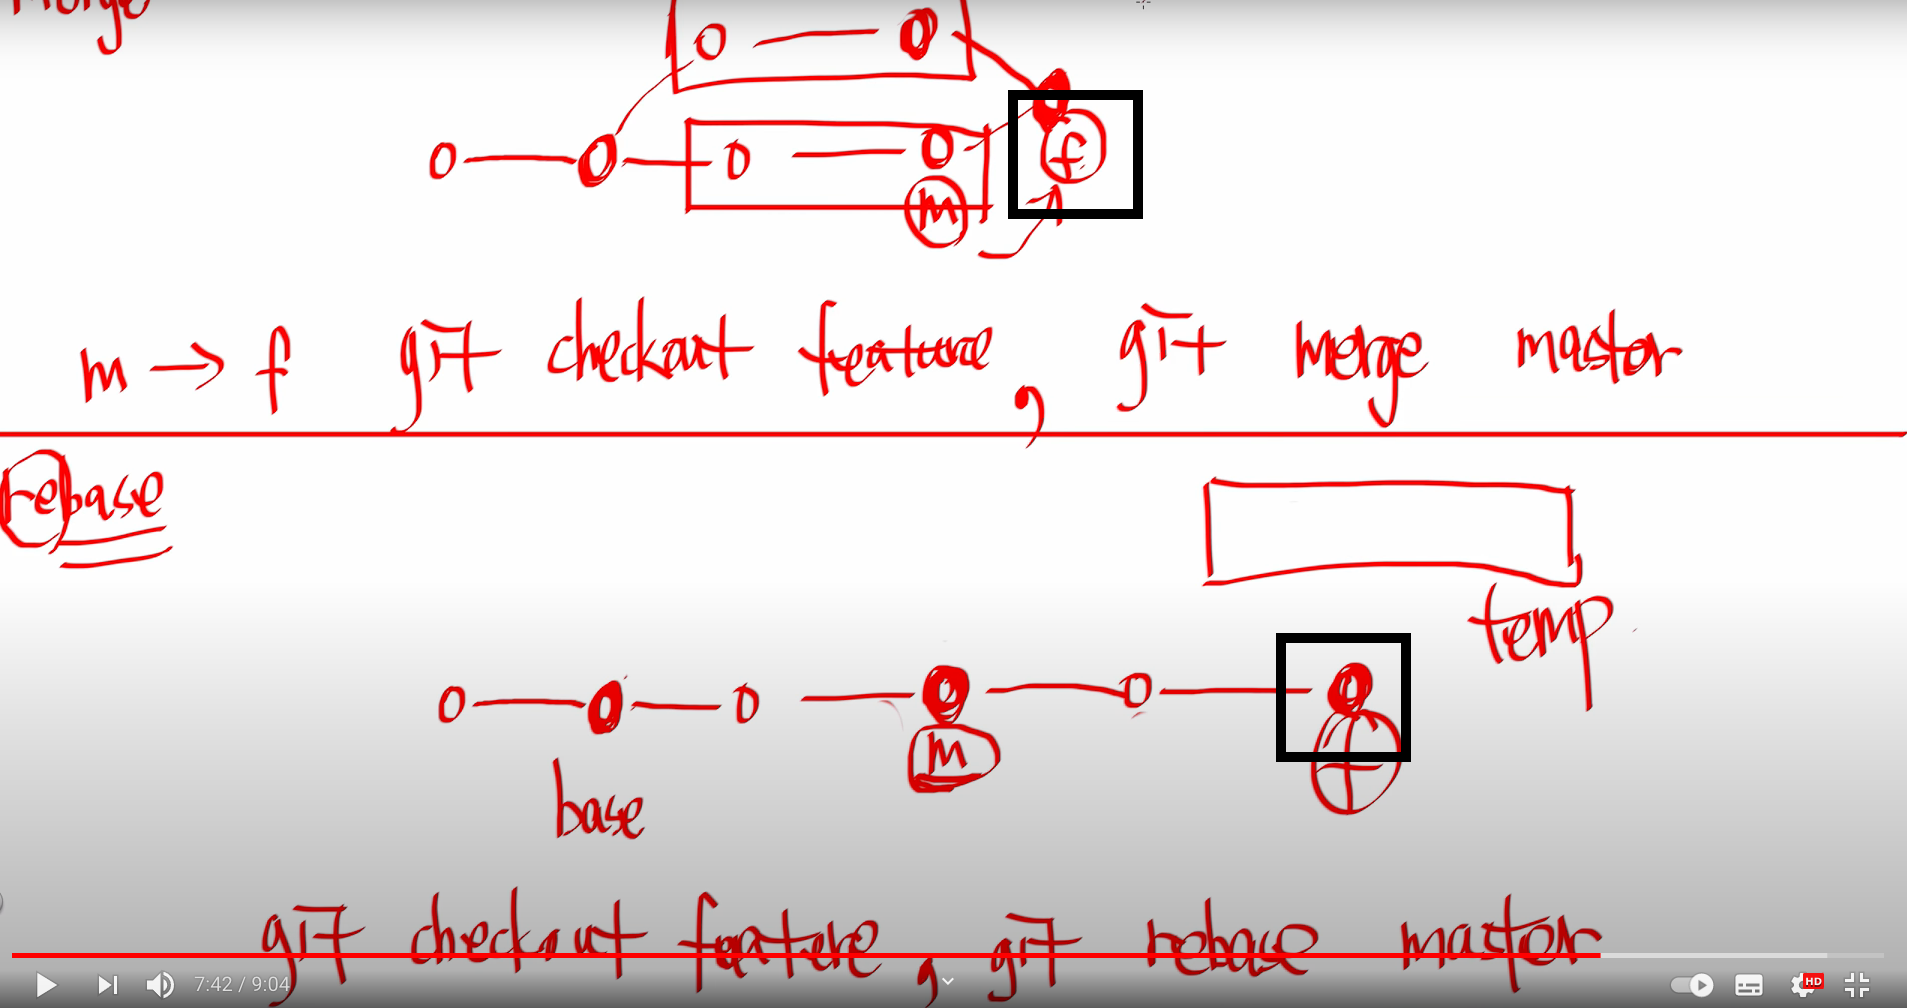 merge
f
m
m → f git checkout feature, git merge master
rebase
temp
m
f
base
git checkout feature, git rebase master
7:42 / 9:04
HD